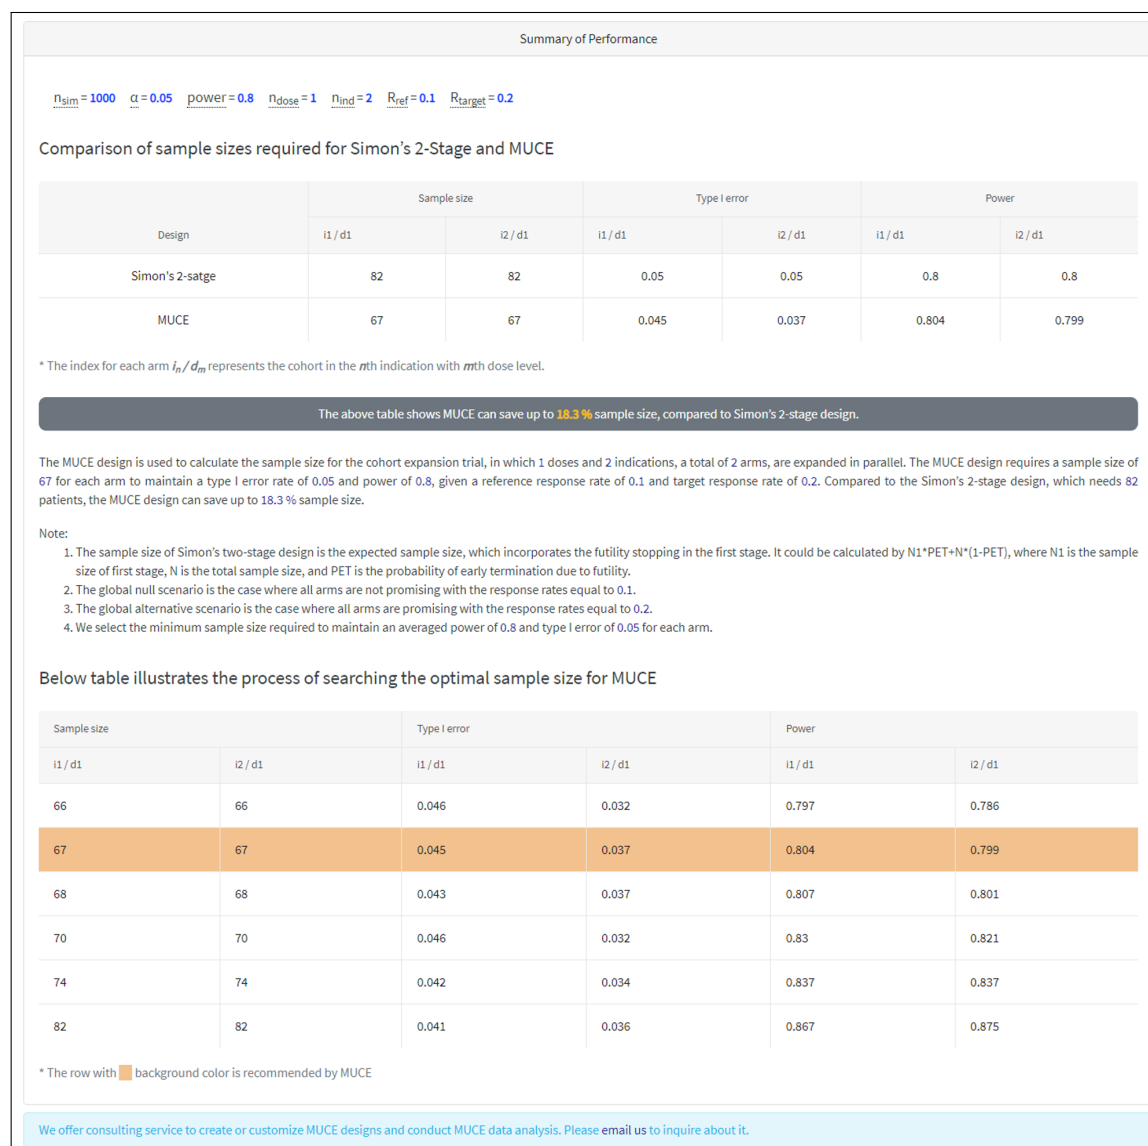 Summary of Performance
nsim = 1000 α = 0.05 power = 0.8 ndose = 1 nind = 2 Rref = 0.1 Rtarget = 0.2
Comparison of sample sizes required for Simon's 2-Stage and MUCE
Sample size Type I error Power
Design i1 / d1 i2 / d1 i1 / d1 i2 / d1 i1 / d1 i2 / d1
Simon's 2-satge 82 82 0.05 0.05 0.8 0.8
MUCE 67 67 0.045 0.037 0.804 0.799
* The index for each arm in/dm represents the cohort in the nth indication with mth dose level.
The above table shows MUCE can save up to 18.3 % sample size, compared to Simon's 2-stage design.
The MUCE design is used to calculate the sample size for the cohort expansion trial, in which 1 doses and 2 indications, a total of 2 arms, are expanded in parallel. The MUCE design requires a sample size of
67 for each arm to maintain a type I error rate of 0.05 and power of 0.8, given a reference response rate of 0.1 and target response rate of 0.2. Compared to the Simon's 2-stage design, which needs 82
patients, the MUCE design can save up to 18.3 % sample size.
Note:
1. The sample size of Simon's two-stage design is the expected sample size, which incorporates the futility stopping in the first stage. It could be calculated by N1*PET+N*(1-PET), where N1 is the sample
size of first stage, N is the total sample size, and PET is the probability of early termination due to futility.
2. The global null scenario is the case where all arms are not promising with the response rates equal to 0.1.
3. The global alternative scenario is the case where all arms are promising with the response rates equal to 0.2.
4. We select the minimum sample size required to maintain an averaged power of 0.8 and type I error of 0.05 for each arm.
Below table illustrates the process of searching the optimal sample size for MUCE
Sample size Type I error Power
i1 / d1 i2 / d1 i1 / d1 i2 / d1 i1 / d1 i2 / d1
66 66 0.046 0.032 0.797 0.786
67 67 0.045 0.037 0.804 0.799
68 68 0.043 0.037 0.807 0.801
70 70 0.046 0.032 0.83 0.821
74 74 0.042 0.034 0.837 0.837
82 82 0.041 0.036 0.867 0.875
* The row with background color is recommended by MUCE
We offer consulting service to create or customize MUCE designs and conduct MUCE data analysis. Please email us to inquire about it.